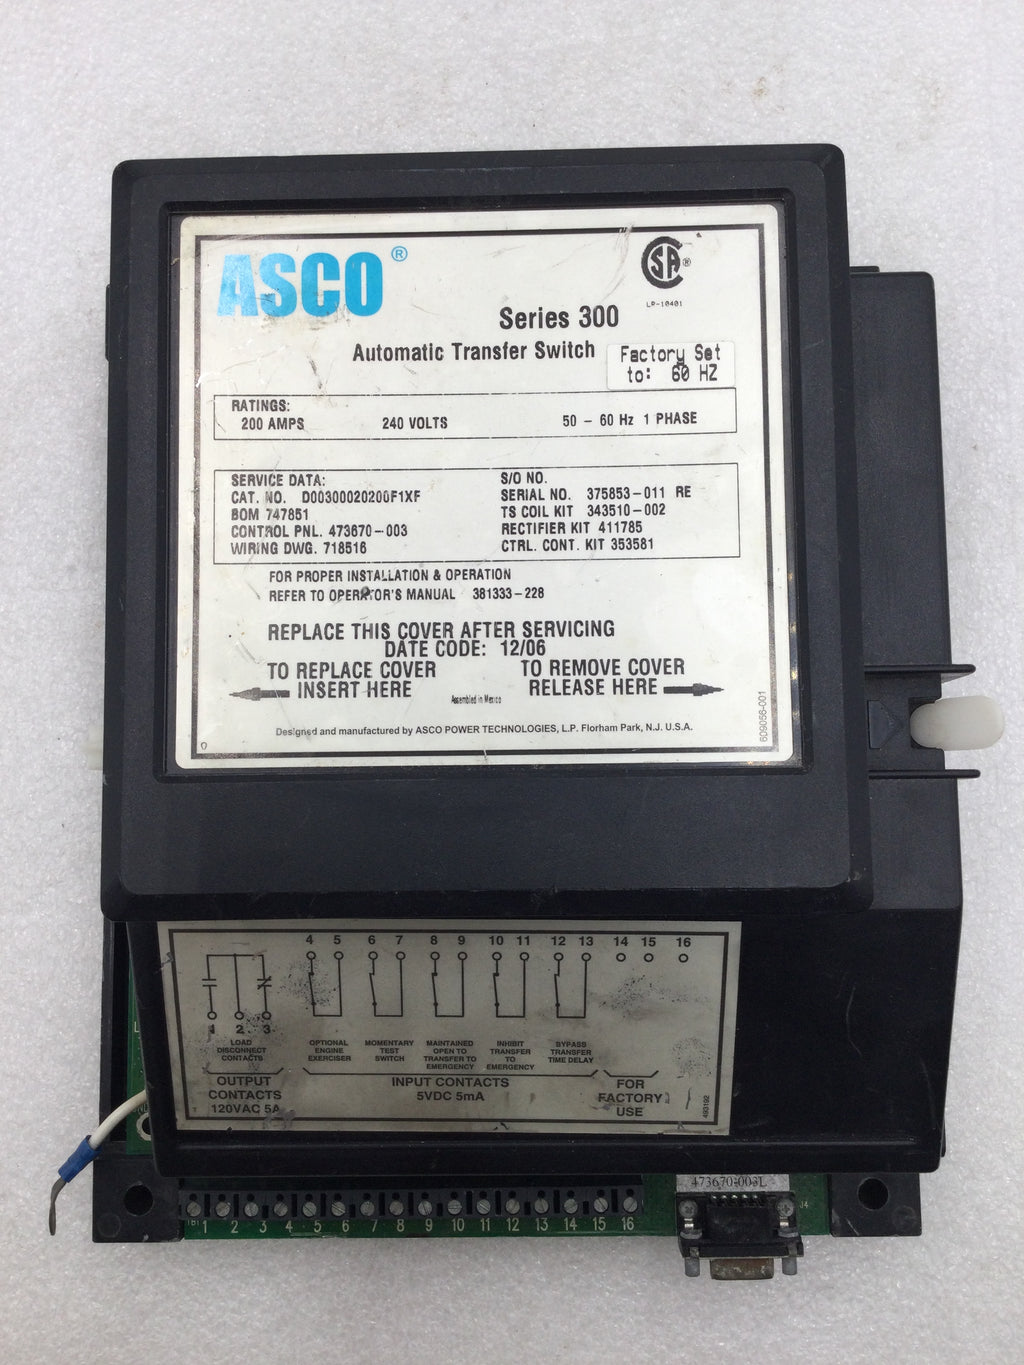 ASCO®
SA®
LR-10401
Series 300
Automatic Transfer Switch
Factory Set
to: 60 HZ
RATINGS:
200 AMPS 240 VOLTS 50 - 60 Hz 1 PHASE
SERVICE DATA: S/O NO.
CAT. NO. D00300020200F1XF SERIAL NO. 375853-011 RE
BOM 747851 TS COIL KIT 343510-002
CONTROL PNL. 473670-003 RECTIFIER KIT 411785
WIRING DWG. 718516 CTRL. CONT. KIT 353581
FOR PROPER INSTALLATION & OPERATION
REFER TO OPERATOR'S MANUAL 381333-228
REPLACE THIS COVER AFTER SERVICING
DATE CODE: 12/06
TO REPLACE COVER TO REMOVE COVER
INSERT HERE RELEASE HERE
Assembled in Mexico
Designed and manufactured by ASCO POWER TECHNOLOGIES, L.P. Florham Park, N.J. U.S.A.
609056-001
4 5 6 7 8 9 10 11 12 13 14 15 16
1 2 3
LOAD DISCONNECT CONTACTS
OPTIONAL ENGINE EXERCISER
MOMENTARY TEST SWITCH
MAINTAINED OPEN TO TRANSFER TO EMERGENCY
INHIBIT TRANSFER TO EMERGENCY
BYPASS TRANSFER TIME DELAY
OUTPUT CONTACTS 120VAC 5A
INPUT CONTACTS
5VDC 5mA
FOR FACTORY USE
493192
473670-003L
J4
TB1 1 2 3 4 5 6 7 8 9 10 11 12 13 14 15 16